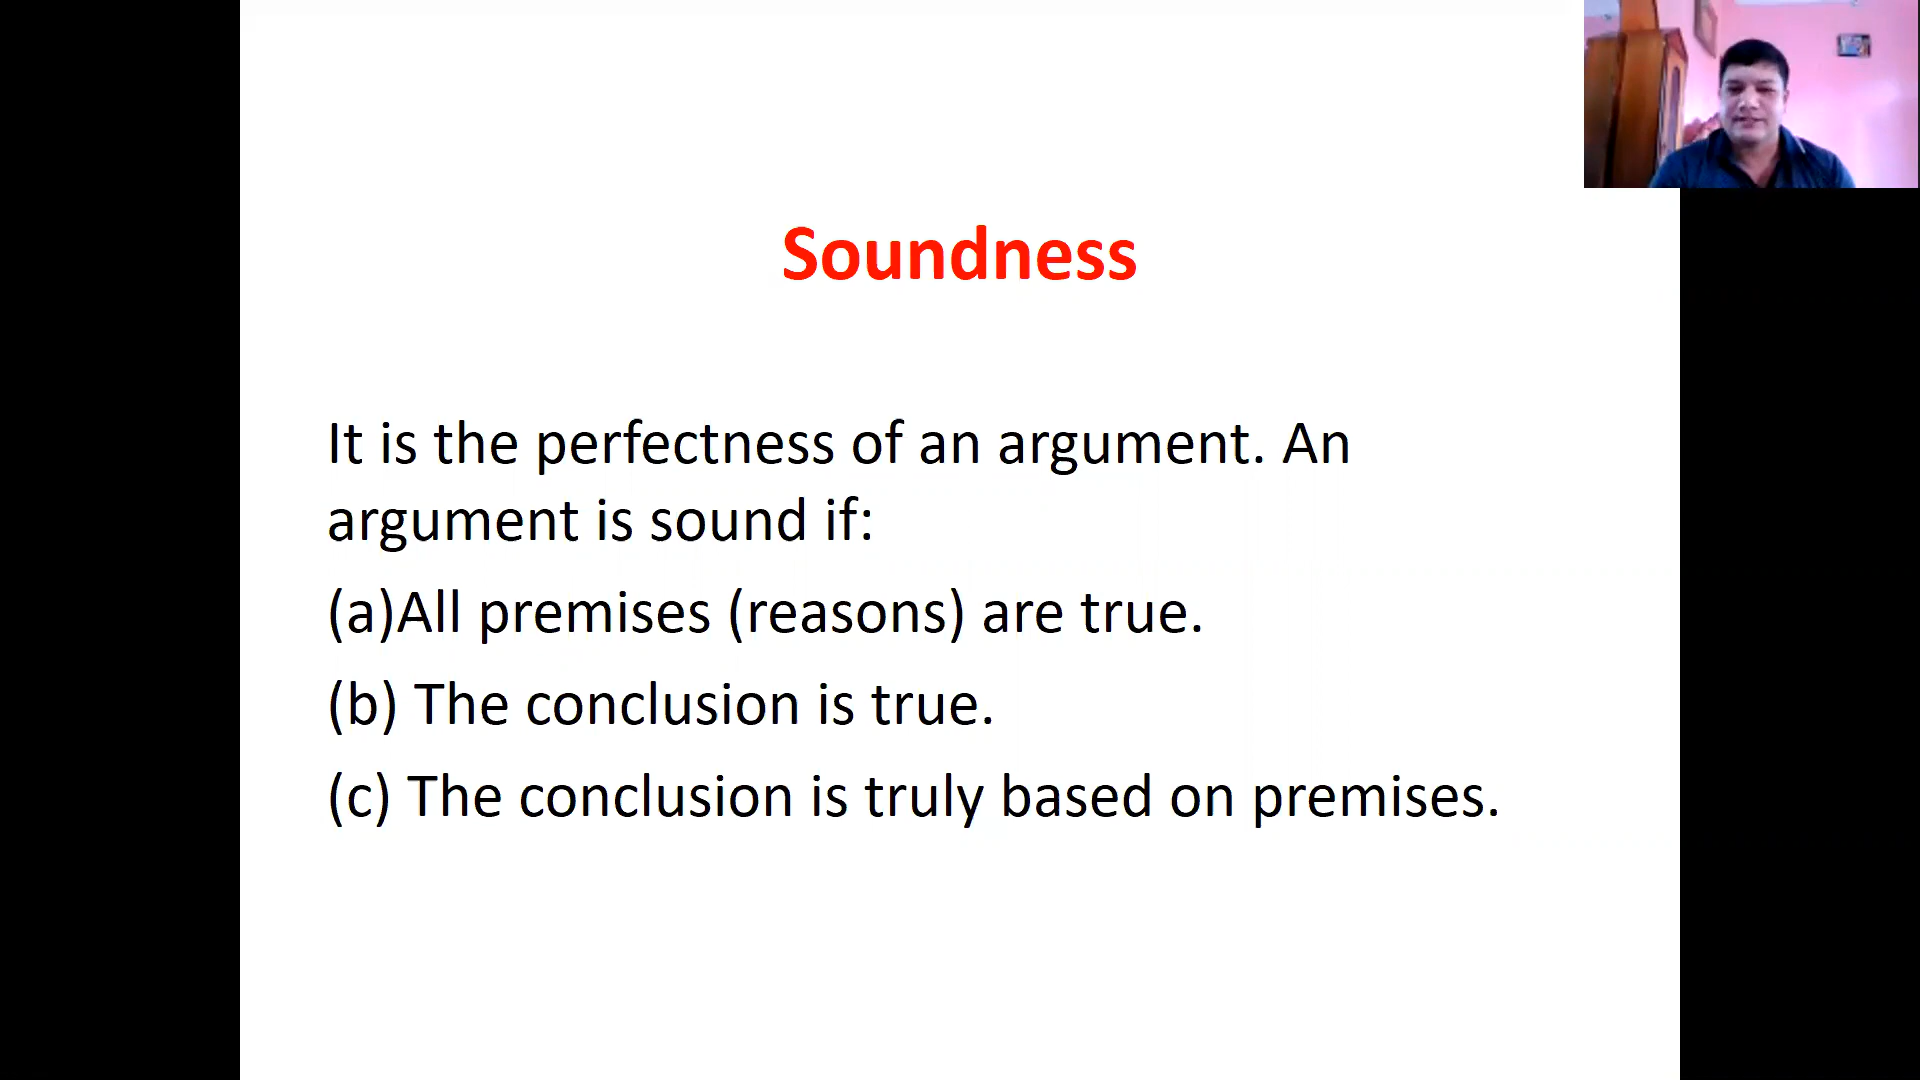 Soundness
It is the perfectness of an argument. An
argument is sound if:
(a)All premises (reasons) are true.
(b) The conclusion is true.
(c) The conclusion is truly based on premises.